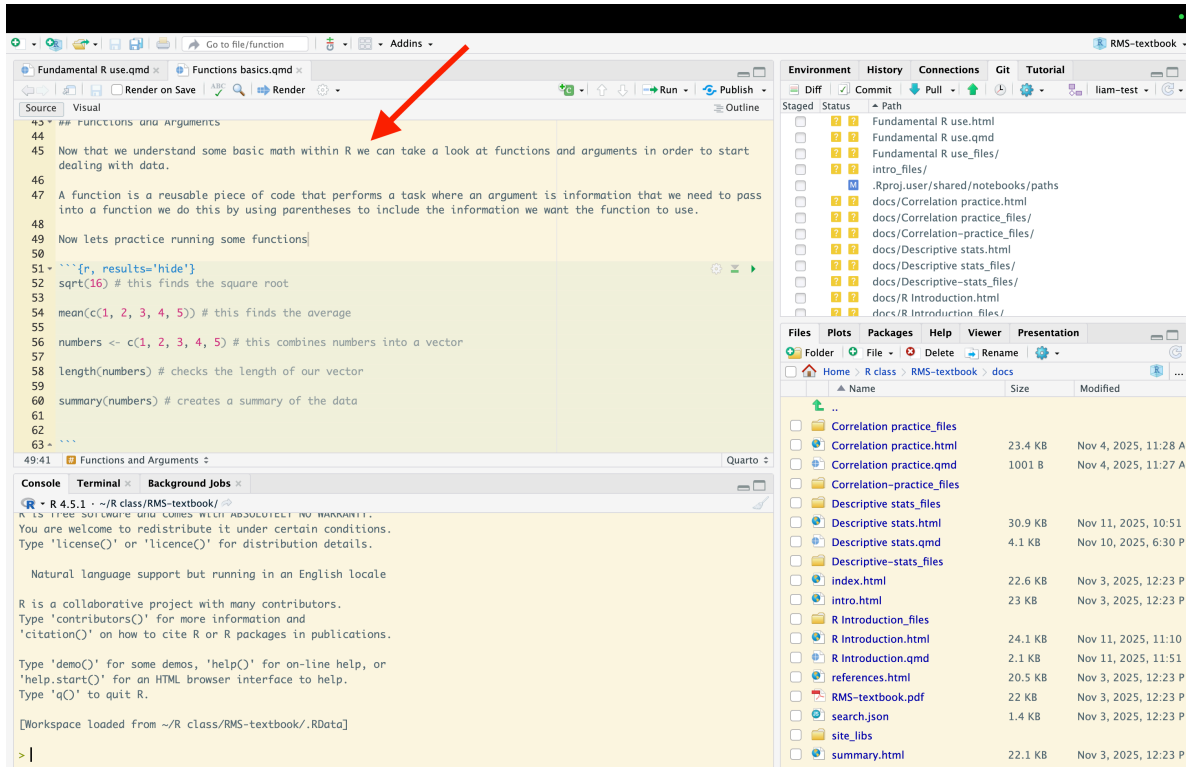 Go to file/function
Addins
RMS-textbook
Fundamental R use.qmd
Functions basics.qmd
Render on Save
ABC
Render
Run
Publish
Source
Visual
Outline
43 ## Functions and Arguments
44
45 Now that we understand some basic math within R we can take a look at functions and arguments in order to start
dealing with data.
46
47 A function is a reusable piece of code that performs a task where an argument is information that we need to pass
into a function we do this by using parentheses to include the information we want the function to use.
48
49 Now lets practice running some functions
50
51 ```{r, results='hide'}
52 sqrt(16) # this finds the square root
53
54 mean(c(1, 2, 3, 4, 5)) # this finds the average
55
56 numbers <- c(1, 2, 3, 4, 5) # this combines numbers into a vector
57
58 length(numbers) # checks the length of our vector
59
60 summary(numbers) # creates a summary of the data
61
62
63 ```
49:41 # Functions and Arguments
Quarto
Console Terminal Background Jobs
R 4.5.1 · ~/R class/RMS-textbook/
R is free software and comes with ABSOLUTELY NO WARRANTY.
You are welcome to redistribute it under certain conditions.
Type 'license()' or 'licence()' for distribution details.
Natural language support but running in an English locale
R is a collaborative project with many contributors.
Type 'contributors()' for more information and
'citation()' on how to cite R or R packages in publications.
Type 'demo()' for some demos, 'help()' for on-line help, or
'help.start()' for an HTML browser interface to help.
Type 'q()' to quit R.
[Workspace loaded from ~/R class/RMS-textbook/.RData]
>
Environment History Connections Git Tutorial
Diff Commit Pull liam-test
Staged Status Path
? ? Fundamental R use.html
? ? Fundamental R use.qmd
? ? Fundamental R use_files/
? ? intro_files/
M .Rproj.user/shared/notebooks/paths
? ? docs/Correlation practice.html
? ? docs/Correlation practice_files/
? ? docs/Correlation-practice_files/
? ? docs/Descriptive stats.html
? ? docs/Descriptive stats_files/
? ? docs/Descriptive-stats_files/
? ? docs/R Introduction.html
? ? docs/R Introduction_files/
Files Plots Packages Help Viewer Presentation
Folder File Delete Rename
Home > R class > RMS-textbook > docs ...
Name Size Modified
..
Correlation practice_files
Correlation practice.html 23.4 KB Nov 4, 2025, 11:28 A
Correlation practice.qmd 1001 B Nov 4, 2025, 11:27 A
Correlation-practice_files
Descriptive stats_files
Descriptive stats.html 30.9 KB Nov 11, 2025, 10:51
Descriptive stats.qmd 4.1 KB Nov 10, 2025, 6:30 P
Descriptive-stats_files
index.html 22.6 KB Nov 3, 2025, 12:23 P
intro.html 23 KB Nov 3, 2025, 12:23 P
R Introduction_files
R Introduction.html 24.1 KB Nov 11, 2025, 11:10
R Introduction.qmd 2.1 KB Nov 11, 2025, 11:51
references.html 20.5 KB Nov 3, 2025, 12:23 P
RMS-textbook.pdf 22 KB Nov 3, 2025, 12:23 P
search.json 1.4 KB Nov 3, 2025, 12:23 P
site_libs
summary.html 22.1 KB Nov 3, 2025, 12:23 P